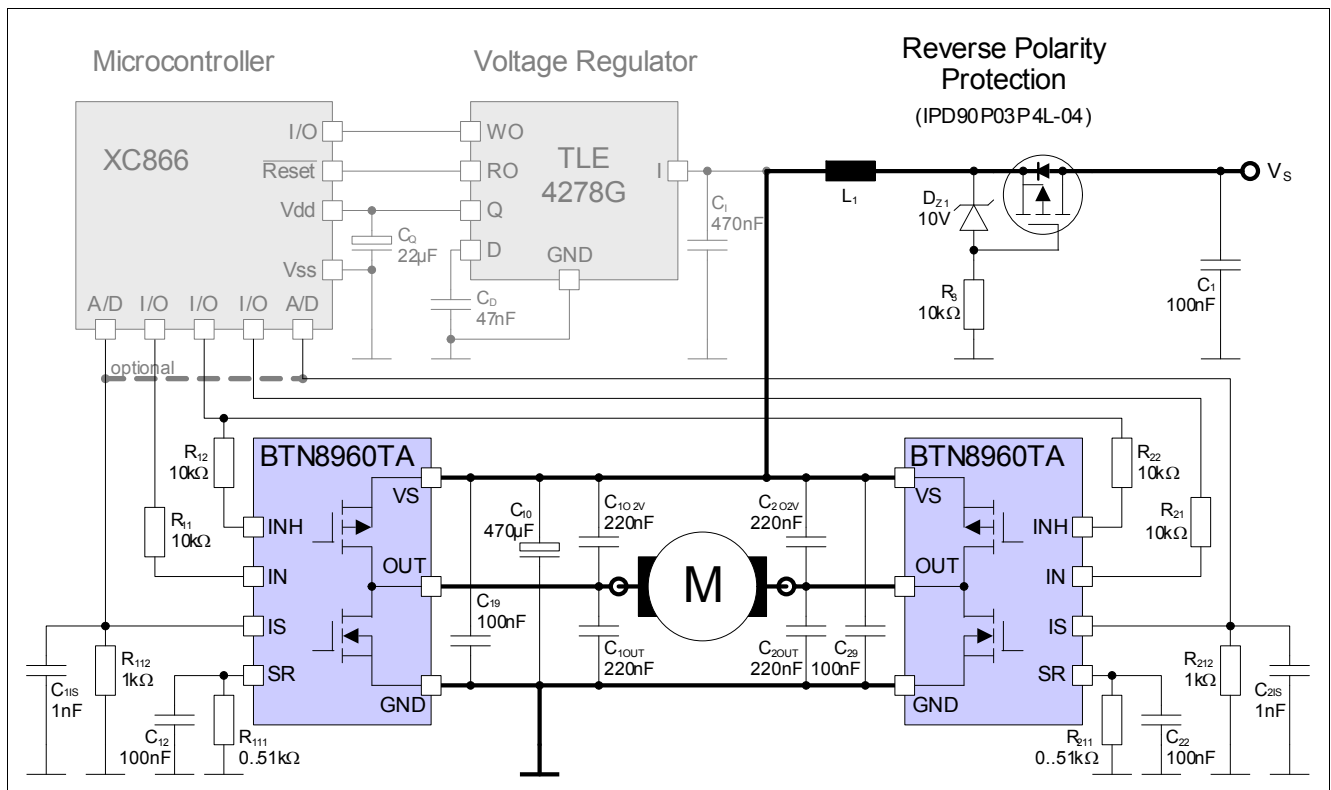 Microcontroller
Voltage Regulator
Reverse Polarity
Protection
(IPD90P03P4L-04)
XC866
I/O
Reset
Vdd
Vss
A/D I/O I/O I/O A/D
optional
WO
RO
Q
D
TLE
4278G
I
GND
CQ
22µF
CD
47nF
CI
470nF
L1
DZ1
10V
R3
10kΩ
VS
C1
100nF
R12
10kΩ
R11
10kΩ
BTN8960TA
VS
INH
OUT
IN
IS
SR
GND
C1IS
1nF
R112
1kΩ
C12
100nF
R111
0..51kΩ
C10
470µF
C19
100nF
C1O2V
220nF
C1OUT
220nF
M
C2O2V
220nF
C2OUT
220nF
C29
100nF
BTN8960TA
VS
INH
OUT
IN
IS
SR
GND
R22
10kΩ
R21
10kΩ
R212
1kΩ
C2IS
1nF
R211
0..51kΩ
C22
100nF